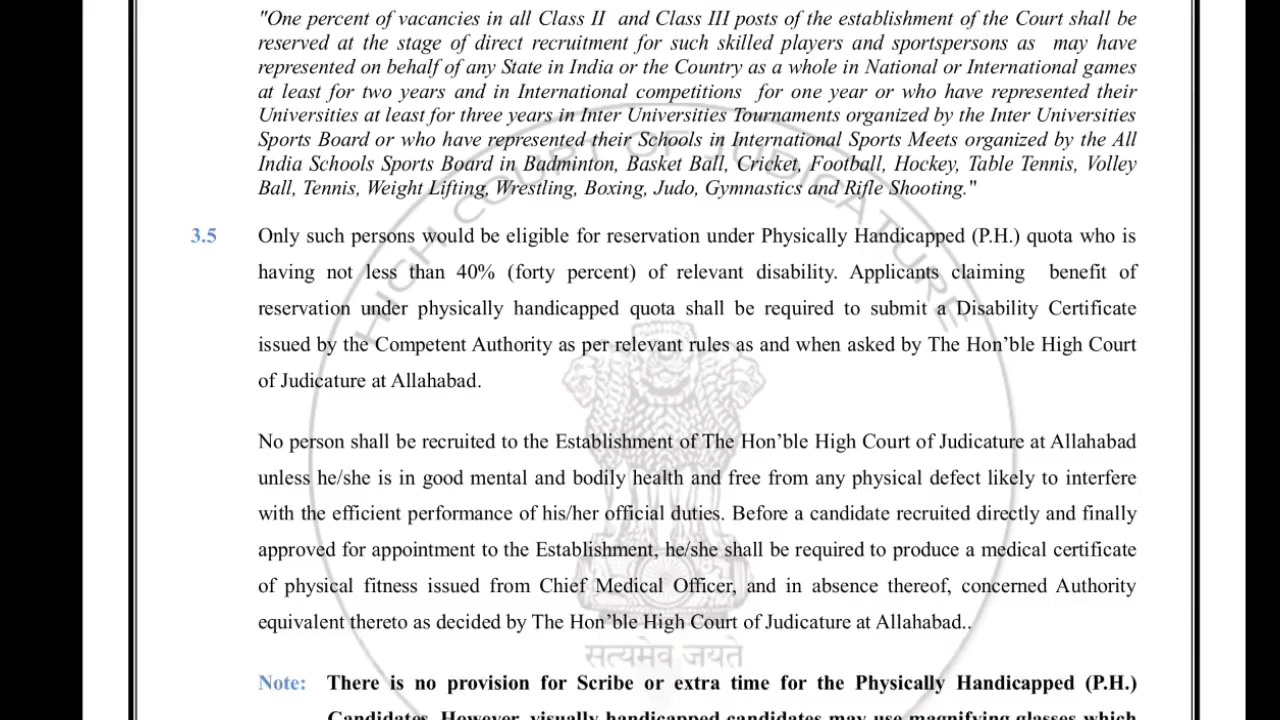 "One percent of vacancies in all Class II and Class III posts of the establishment of the Court shall be
reserved at the stage of direct recruitment for such skilled players and sportspersons as may have
represented on behalf of any State in India or the Country as a whole in National or International games
at least for two years and in International competitions for one year or who have represented their
Universities at least for three years in Inter Universities Tournaments organized by the Inter Universities
Sports Board or who have represented their Schools in International Sports Meets organized by the All
India Schools Sports Board in Budminton, Basket Ball, Cricket, Football, Hockey, Table Tennis, Volley
Ball, Tennis, Weight Lifting, Wrestling, Boxing, Judo, Gymnastics and Rifle Shooting."
3.5 Only such persons would be eligible for reservation under Physically Handicapped (P.H.) quota who is
having not less than 40% (forty percent) of relevant disability. Applicants claiming benefit of
reservation under physically handicapped quota shall be required to submit a Disability Certificate
issued by the Competent Authority as per relevant rules as and when asked by The Hon'ble High Court
of Judicature at Allahabad.
No person shall be recruited to the Establishment of The Hon'ble High Court of Judicature at Allahabad
unless he/she is in good mental and bodily health and free from any physical defect likely to interfere
with the efficient performance of his/her official duties. Before a candidate recruited directly and finally
approved for appointment to the Establishment, he/she shall be required to produce a medical certificate
of physical fitness issued from Chief Medical Officer, and in absence thereof, concerned Authority
equivalent thereto as decided by The Hon'ble High Court of Judicature at Allahabad..
Note: There is no provision for Scribe or extra time for the Physically Handicapped (P.H.)
Candidates. However, visually handicapped candidates may use magnifying glasses which
HIGH COURT OF JUDICATURE
सत्यमेव जयते